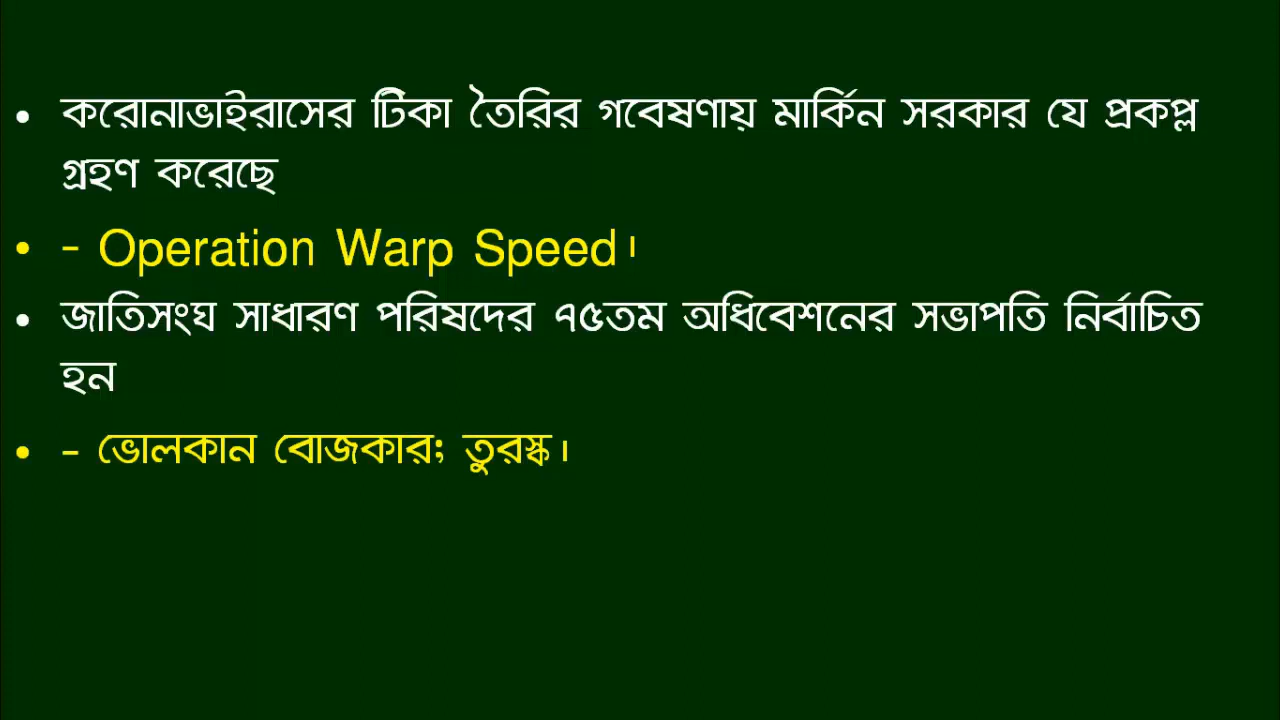 • করোনাভাইরাসের টিকা তৈরির গবেষণায় মার্কিন সরকার যে প্রকপ্ল
গ্রহণ করেছে
• - Operation Warp Speed।
• জাতিসংঘ সাধারণ পরিষদের ৭৫তম অধিবেশনের সভাপতি নির্বাচিত
হন
• – ভোলকান বোজকার; তুরস্ক।